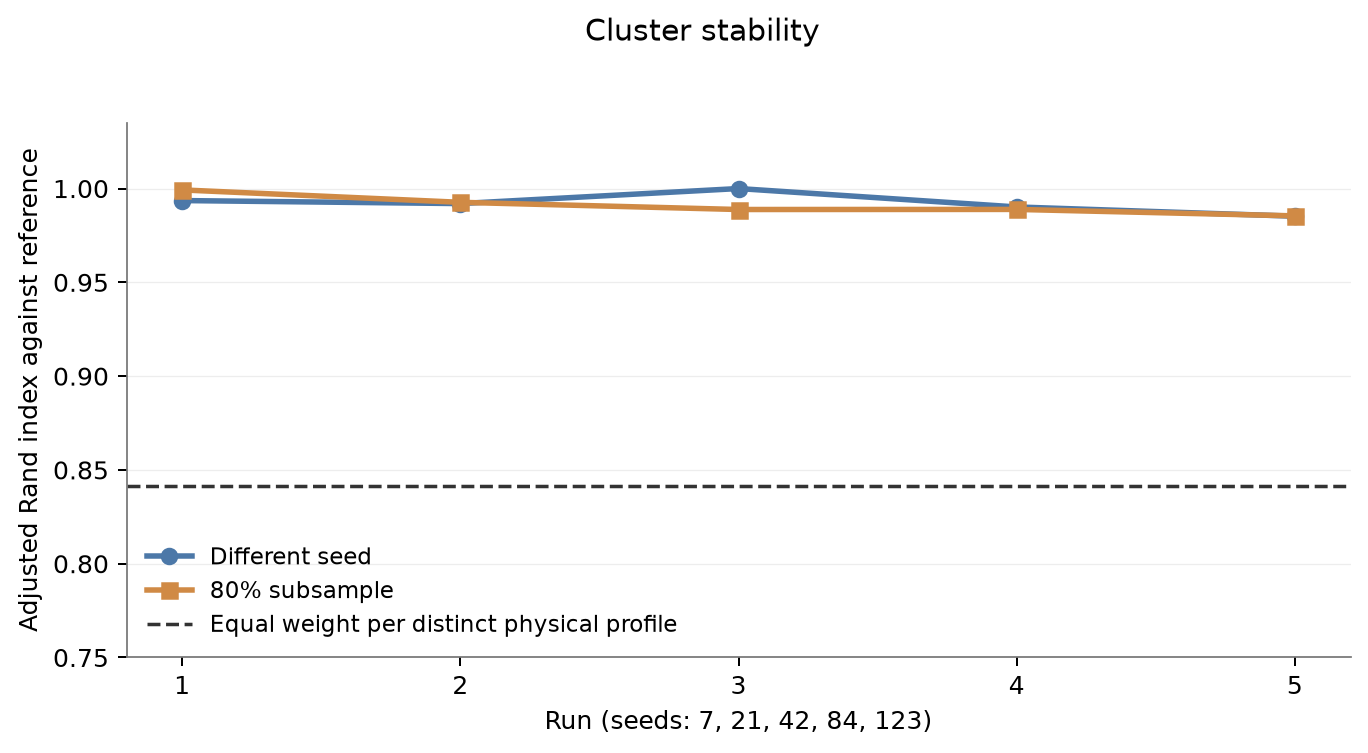 Cluster stability
Adjusted Rand index against reference
1.00
0.95
0.90
0.85
0.80
0.75
Different seed
80% subsample
Equal weight per distinct physical profile
1 2 3 4 5
Run (seeds: 7, 21, 42, 84, 123)